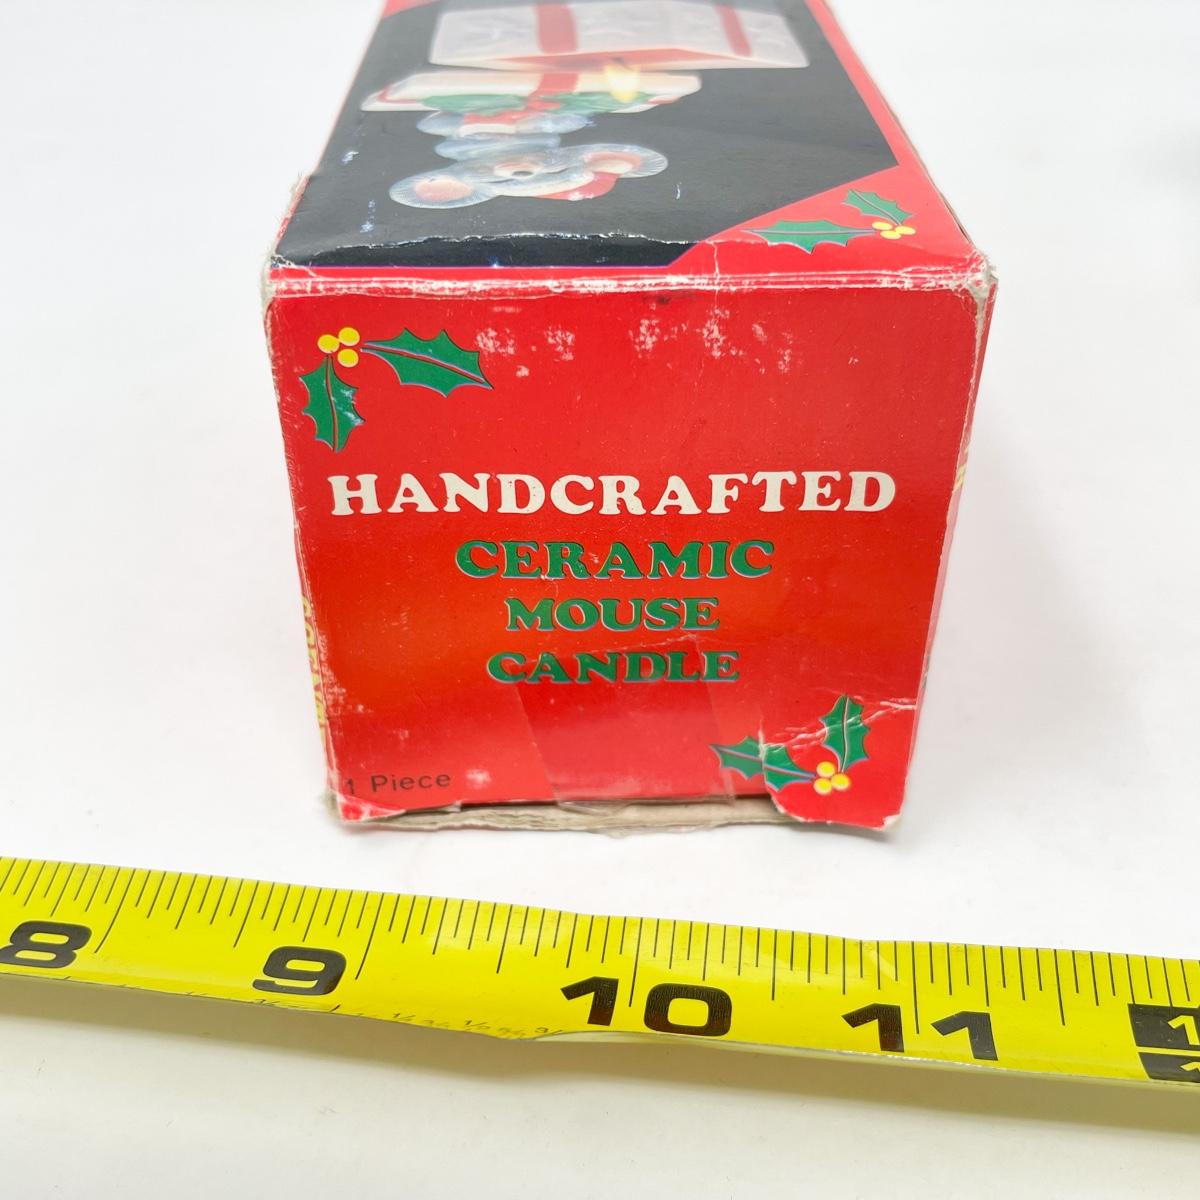 HANDCRAFTED
CERAMIC
MOUSE
CANDLE
1 Piece
8 9 10 11